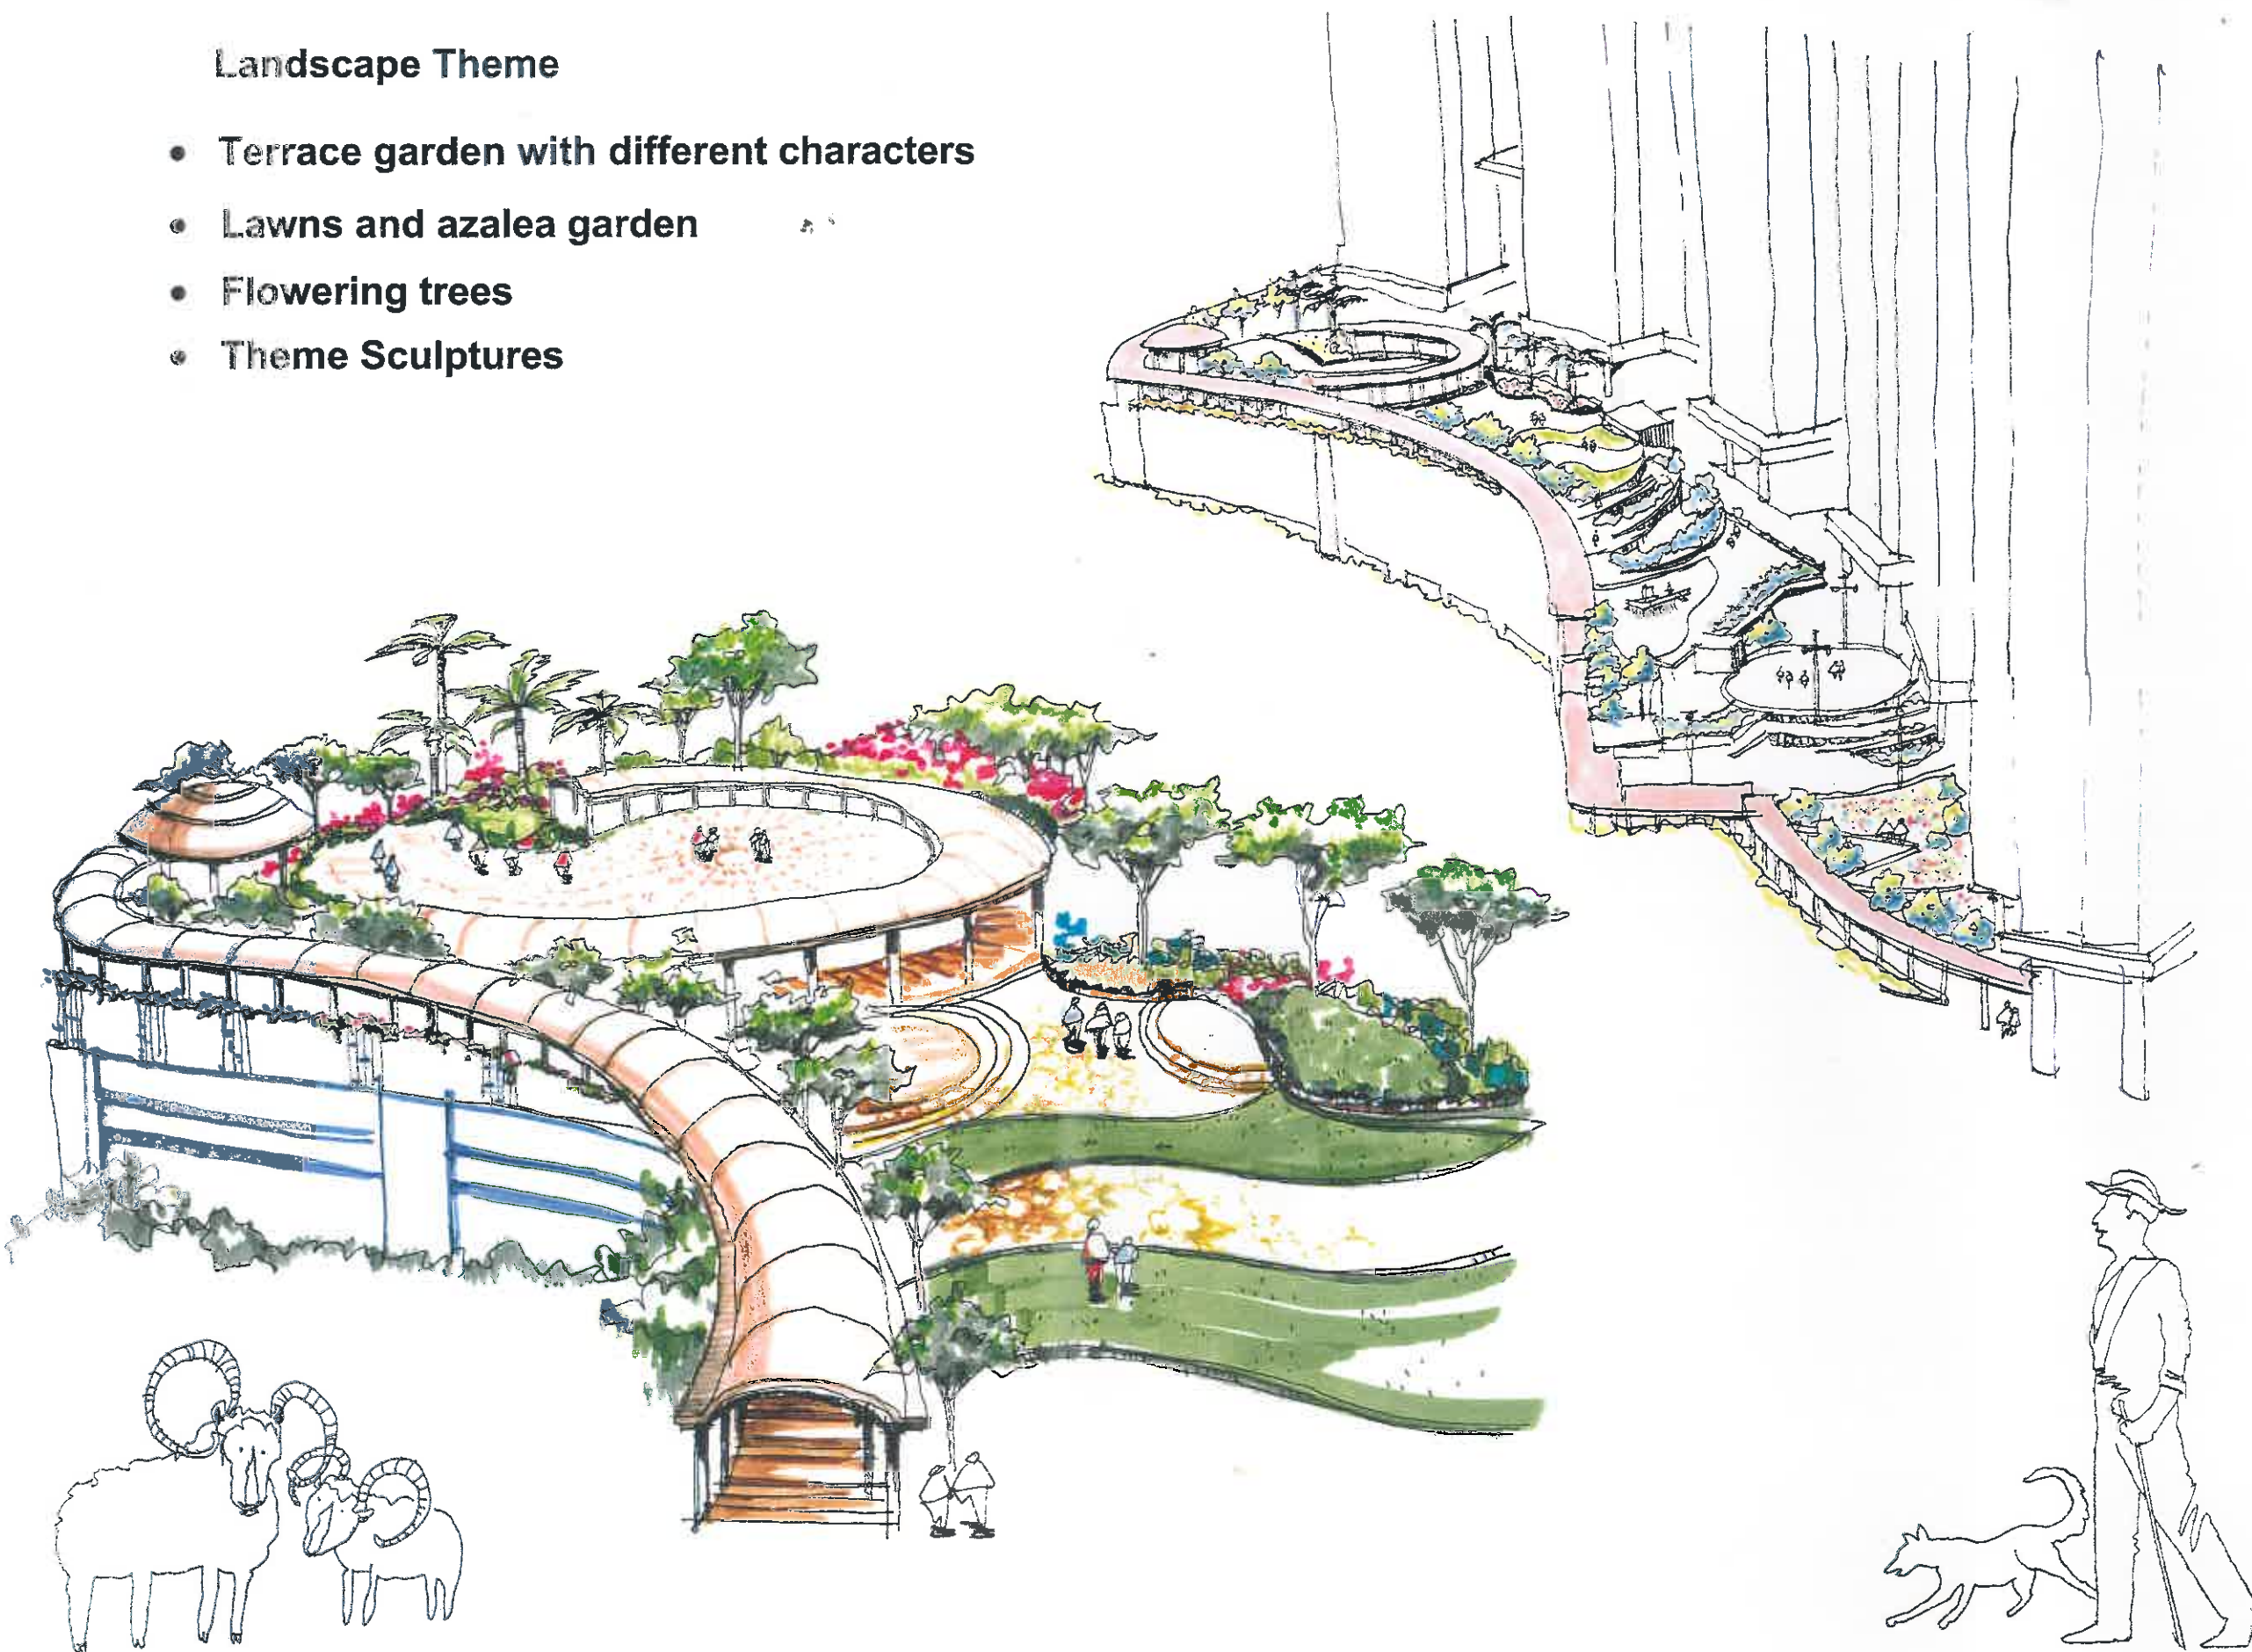 Landscape Theme
• Terrace garden with different characters
• Lawns and azalea garden
• Flowering trees
• Theme Sculptures